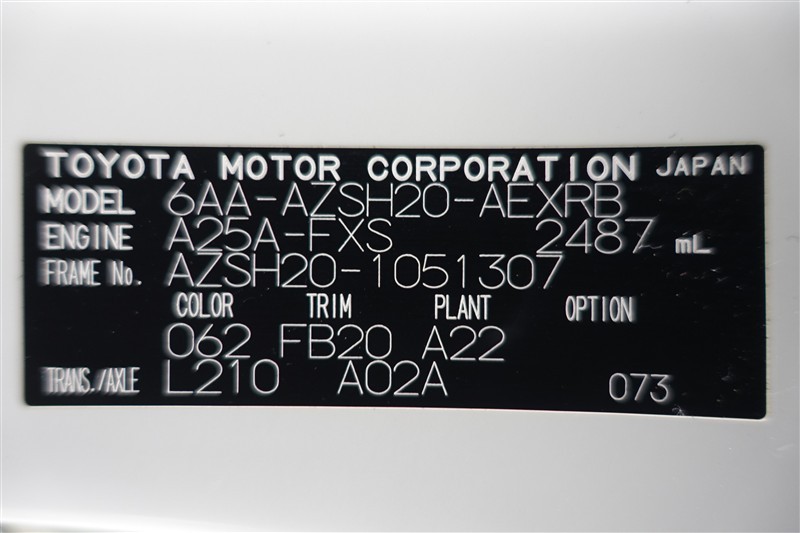 TOYOTA MOTOR CORPORATION JAPAN
MODEL 6AA-AZSH20-AEXRB
ENGINE A25A-FXS 2487 mL
FRAME No. AZSH20-1051307
COLOR TRIM PLANT OPTION
062 FB20 A22
TRANS./AXLE L210 A02A 073